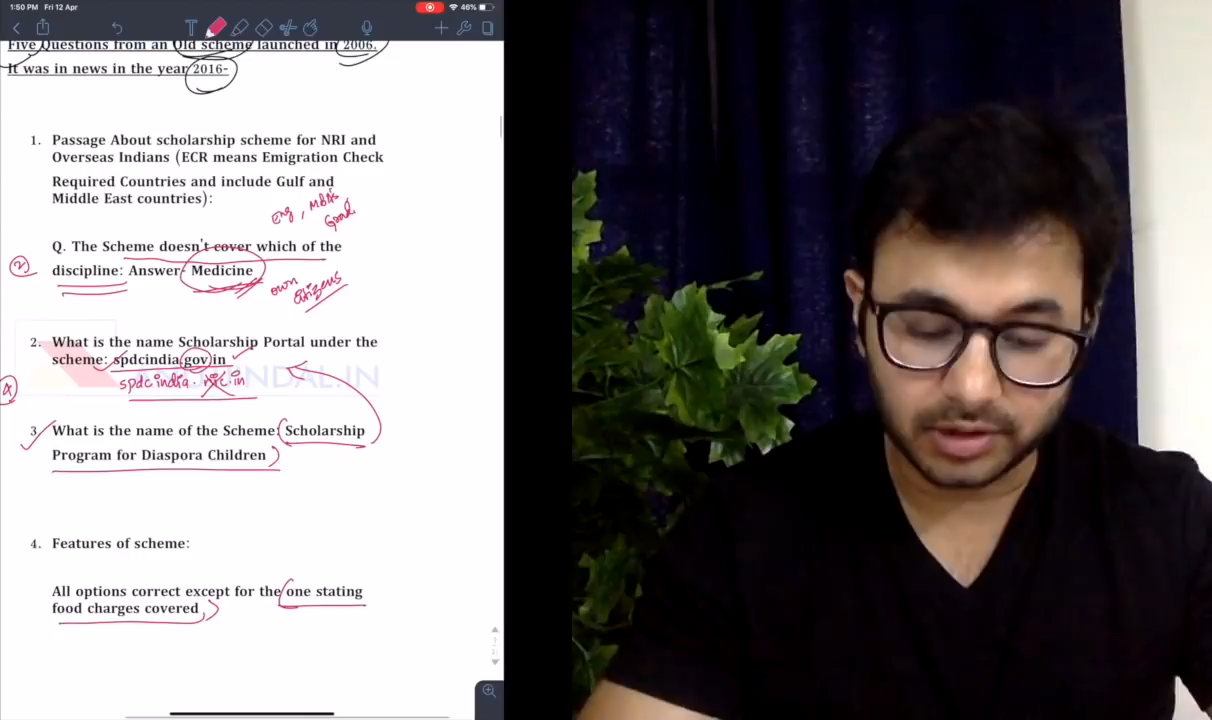 1:50 PM Fri 12 Apr
46%
Five Questions from an Old scheme launched in 2006.
It was in news in the year 2016-
1. Passage About scholarship scheme for NRI and
Overseas Indians (ECR means Emigration Check
Required Countries and include Gulf and
Middle East countries):
Eng, MBA's
Grad
Q. The Scheme doesn't cover which of the
2
discipline: Answer- Medicine
own
citizens
2. What is the name Scholarship Portal under the
scheme: spdcindia.gov.in
spdcindia. nic.in
4
3. What is the name of the Scheme: Scholarship
Program for Diaspora Children
4. Features of scheme:
All options correct except for the one stating
food charges covered